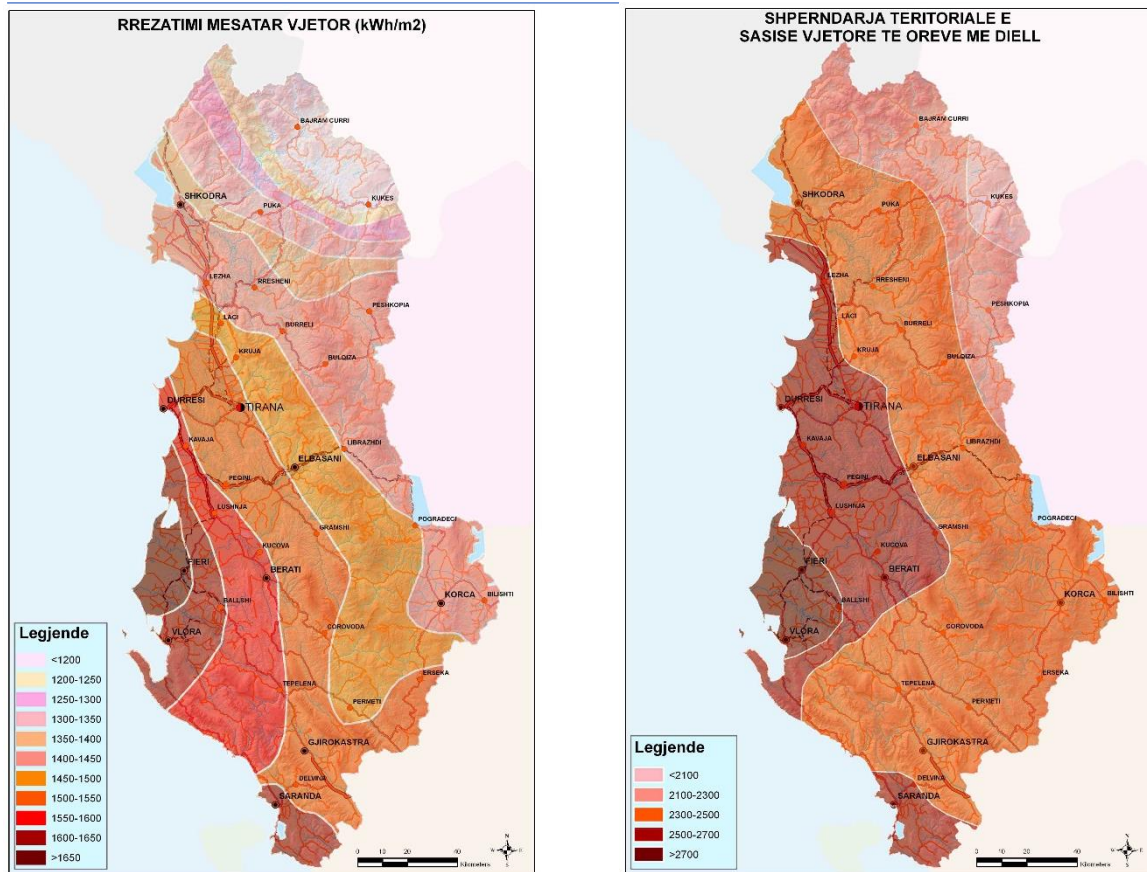 RREZATIMI MESATAR VJETOR (kWh/m2)
BAJRAM CURRI
SHKODRA
PUKA
KUKES
LEZHA
RRESHENI
PESHKOPIA
LACI
BURRELI
KRUJA
BULQIZA
DURRESI
TIRANA
KAVAJA
LIBRAZHDI
ELBASANI
PEQINI
LUSHNJA
POGRADECI
GRAMSHI
KUCOVA
FIERI
BERATI
KORCA
BILISHTI
BALLSHI
VLORA
COROVODA
ERSEKA
TEPELENA
PERMETI
GJIROKASTRA
DELVINA
SARANDA
Legjende
<1200
1200-1250
1250-1300
1300-1350
1350-1400
1400-1450
1450-1500
1500-1550
1550-1600
1600-1650
>1650
N
W E
S
0 10 20 40
Kilometers
SHPERNDARJA TERITORIALE E
SASISE VJETORE TE OREVE ME DIELL
BAJRAM CURRI
SHKODRA
PUKA
KUKES
LEZHA
RRESHENI
PESHKOPIA
LACI
BURRELI
KRUJA
BULQIZA
DURRESI
TIRANA
KAVAJA
LIBRAZHDI
ELBASANI
PEQINI
LUSHNJA
POGRADECI
GRAMSHI
KUCOVA
FIERI
BERATI
KORCA
BILISHTI
BALLSHI
VLORA
COROVODA
ERSEKA
TEPELENA
PERMETI
GJIROKASTRA
DELVINA
SARANDA
Legjende
<2100
2100-2300
2300-2500
2500-2700
>2700
N
W E
S
0 10 20 40
Kilometers